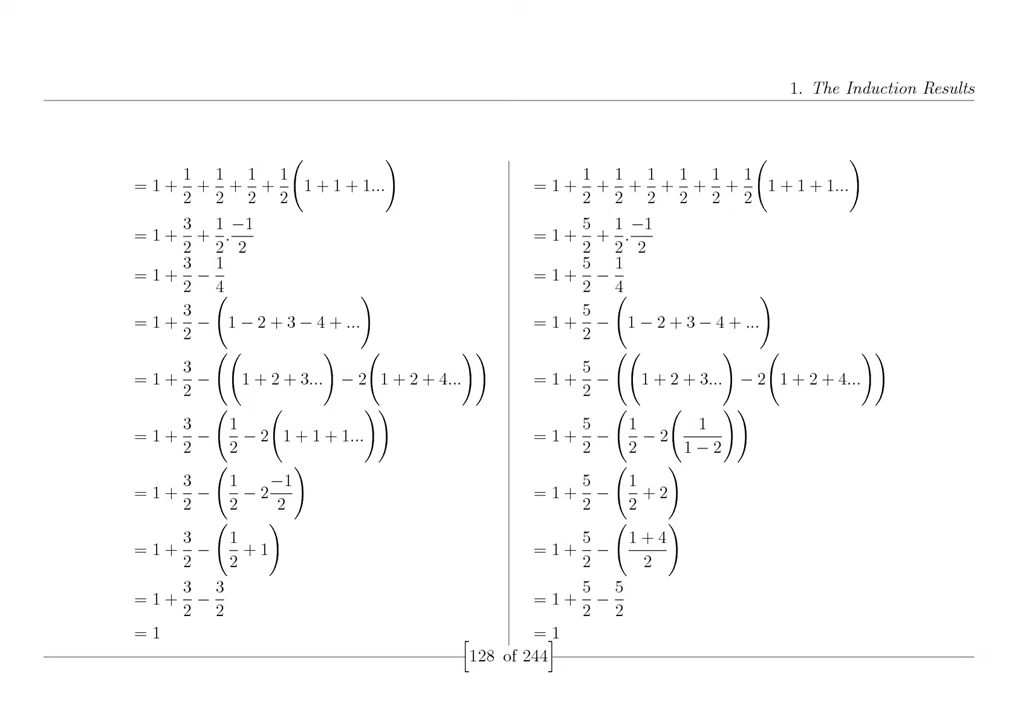 1. The Induction Results
= 1 + 1/2 + 1/2 + 1/2 + 1/2(1 + 1 + 1...)
= 1 + 3/2 + 1/2 . −1/2
= 1 + 3/2 − 1/4
= 1 + 3/2 − (1 − 2 + 3 − 4 + ...)
= 1 + 3/2 − ((1 + 2 + 3...) − 2(1 + 2 + 4...))
= 1 + 3/2 − (1/2 − 2(1 + 1 + 1...))
= 1 + 3/2 − (1/2 − 2 −1/2)
= 1 + 3/2 − (1/2 + 1)
= 1 + 3/2 − 3/2
= 1
= 1 + 1/2 + 1/2 + 1/2 + 1/2 + 1/2 + 1/2(1 + 1 + 1...)
= 1 + 5/2 + 1/2 . −1/2
= 1 + 5/2 − 1/4
= 1 + 5/2 − (1 − 2 + 3 − 4 + ...)
= 1 + 5/2 − ((1 + 2 + 3...) − 2(1 + 2 + 4...))
= 1 + 5/2 − (1/2 − 2(1/(1 − 2)))
= 1 + 5/2 − (1/2 + 2)
= 1 + 5/2 − ((1 + 4)/2)
= 1 + 5/2 − 5/2
= 1
[128 of 244]